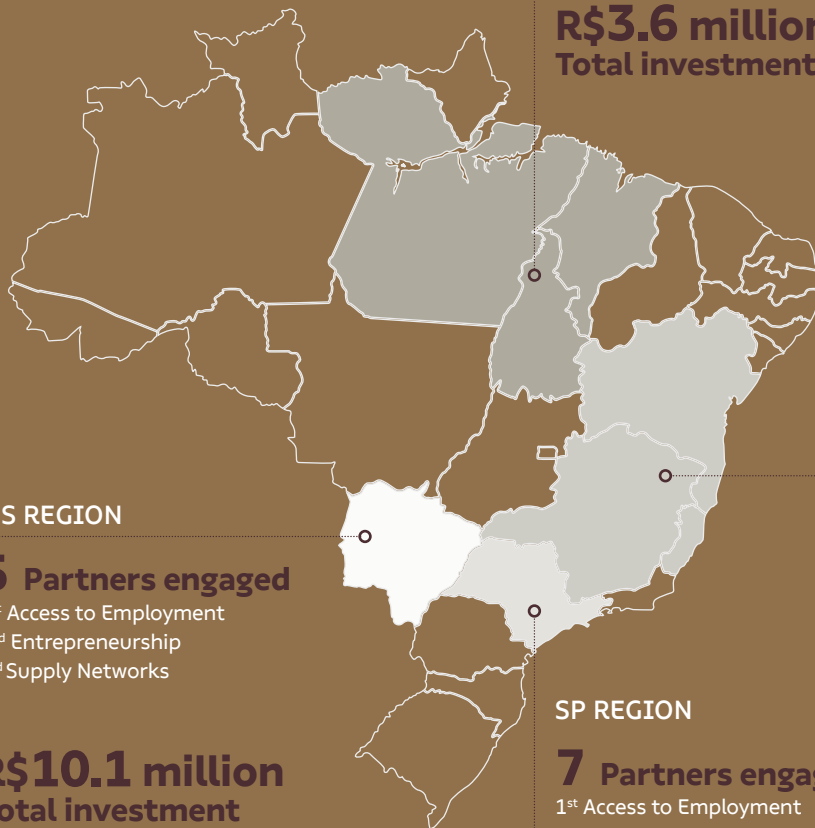 R$3.6 million
Total investment
S REGION
5 Partners engaged
Access to Employment
Entrepreneurship
Supply Networks
R$10.1 million
Total investment
SP REGION
7 Partners engag
1st Access to Employment